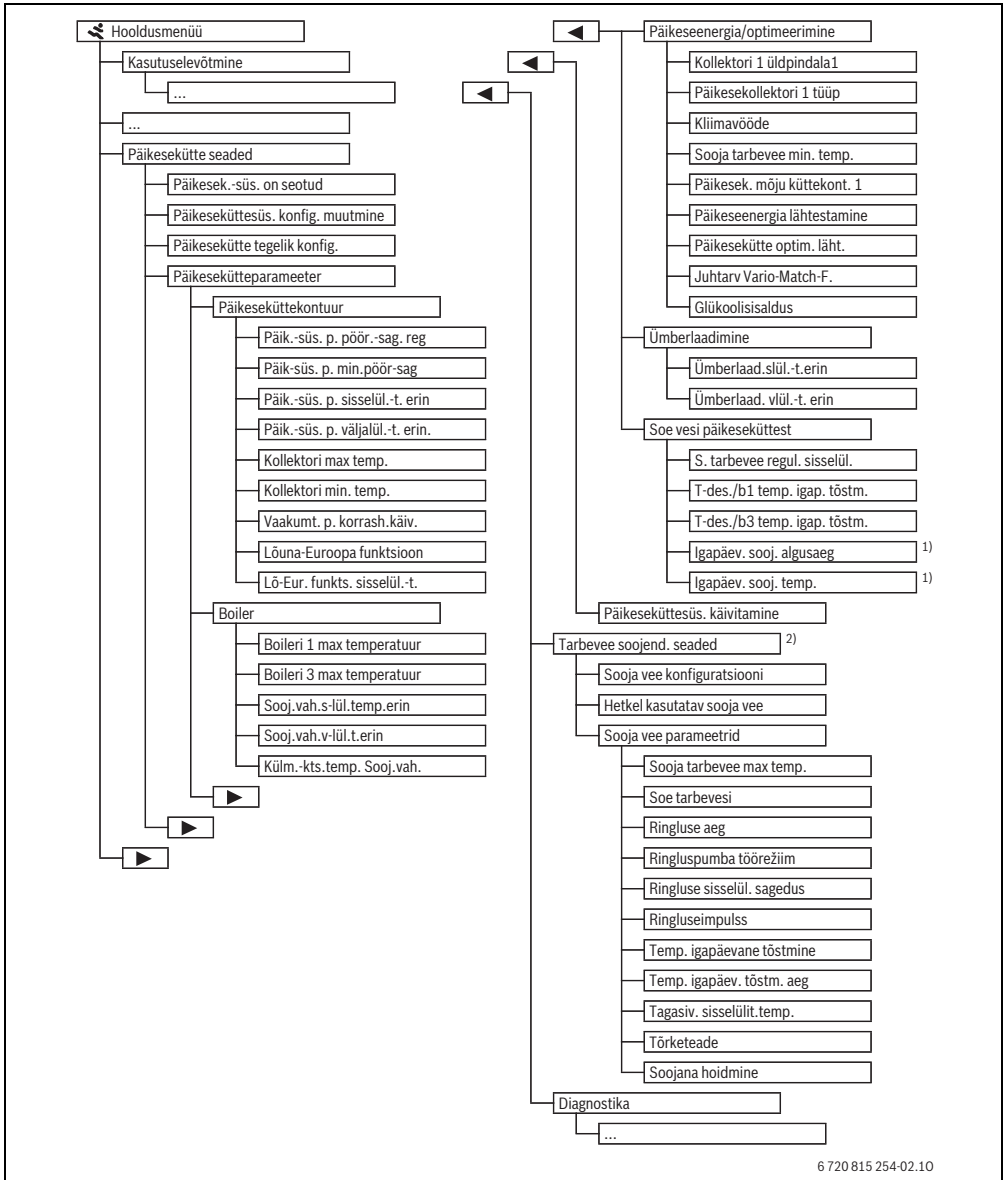 Hooldusmenüü
Kasutuselevõtmine
...
...
Päikesekütte seaded
Päikesek.-süs. on seotud
Päikeseküttesüs. konfig. muutmine
Päikesekütte tegelik konfig.
Päikesekütteparameeter
Päikeseküttekontuur
Päik.-süs. p. pöör.-sag. reg
Päik-süs. p. min.pöör-sag
Päik.-süs. p. sisselül.-t. erin
Päik.-süs. p. väljalül.-t. erin.
Kollektori max temp.
Kollektori min. temp.
Vaakumt. p. korrash.käiv.
Lõuna-Euroopa funktsioon
Lõ-Eur. funkts. sisselül.-t.
Boiler
Boileri 1 max temperatuur
Boileri 3 max temperatuur
Sooj.vah.s-lül.temp.erin
Sooj.vah.v-lül.t.erin
Külm.-kts.temp. Sooj.vah.
Päikeseenergia/optimeerimine
Kollektori 1 üldpindala1
Päikesekollektori 1 tüüp
Kliimavööde
Sooja tarbevee min. temp.
Päikesek. mõju küttekont. 1
Päikeseenergia lähtestamine
Päikesekütte optim. läht.
Juhtarv Vario-Match-F.
Glükoolisisaldus
Ümberlaadimine
Ümberlaad.slül.-t.erin
Ümberlaad. vlül.-t. erin
Soe vesi päikeseküttest
S. tarbevee regul. sisselül.
T-des./b1 temp. igap. tõstm.
T-des./b3 temp. igap. tõstm.
Igapäev. sooj. algusaeg 1)
Igapäev. sooj. temp. 1)
Päikeseküttesüs. käivitamine
Tarbevee soojend. seaded 2)
Sooja vee konfiguratsiooni
Hetkel kasutatav sooja vee
Sooja vee parameetrid
Sooja tarbevee max temp.
Soe tarbevesi
Ringluse aeg
Ringluspumba töörežiim
Ringluse sisselül. sagedus
Ringluseimpulss
Temp. igapäevane tõstmine
Temp. igapäev. tõstm. aeg
Tagasiv. sisselülit.temp.
Tõrketeade
Soojana hoidmine
Diagnostika
...
6 720 815 254-02.1O